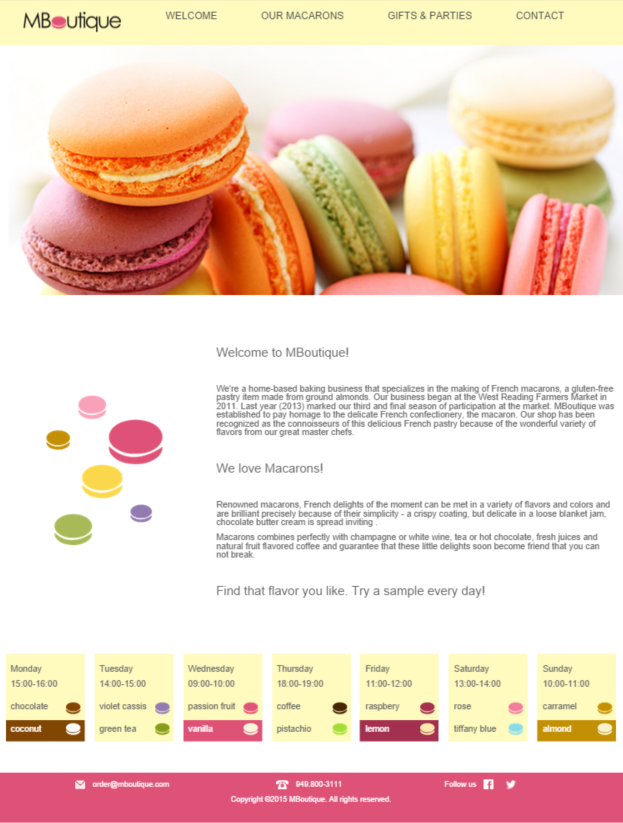 MBoutique WELCOME OUR MACARONS GIFTS & PARTIES CONTACT
Welcome to MBoutique!
We're a home-based baking business that specializes in the making of French macarons, a gluten-free
pastry item made from ground almonds. Our business began at the West Reading Farmers Market in
2011. Last year (2013) marked our third and final season of participation at the market. MBoutique was
established to pay homage to the delicate French confectionery, the macaron. Our shop has been
recognized as the connoisseurs of this delicious French pastry because of the wonderful variety of
flavors from our great master chefs.
We love Macarons!
Renowned macarons, French delights of the moment can be met in a variety of flavors and colors and
are brilliant precisely because of their simplicity - a crispy coating, but delicate in a loose blanket jam,
chocolate butter cream is spread inviting .
Macarons combines perfectly with champagne or white wine, tea or hot chocolate, fresh juices and
natural fruit flavored coffee and guarantee that these little delights soon become friend that you can
not break.
Find that flavor you like. Try a sample every day!
Monday
15:00-16:00
chocolate
coconut
Tuesday
14:00-15:00
violet cassis
green tea
Wednesday
09:00-10:00
passion fruit
vanilla
Thursday
18:00-19:00
coffee
pistachio
Friday
11:00-12:00
raspbery
lemon
Saturday
13:00-14:00
rose
tiffany blue
Sunday
10:00-11:00
carramel
almond
order@mboutique.com 949.800-3111 Follow us
Copyright ©2015 MBoutique. All rights reserved.